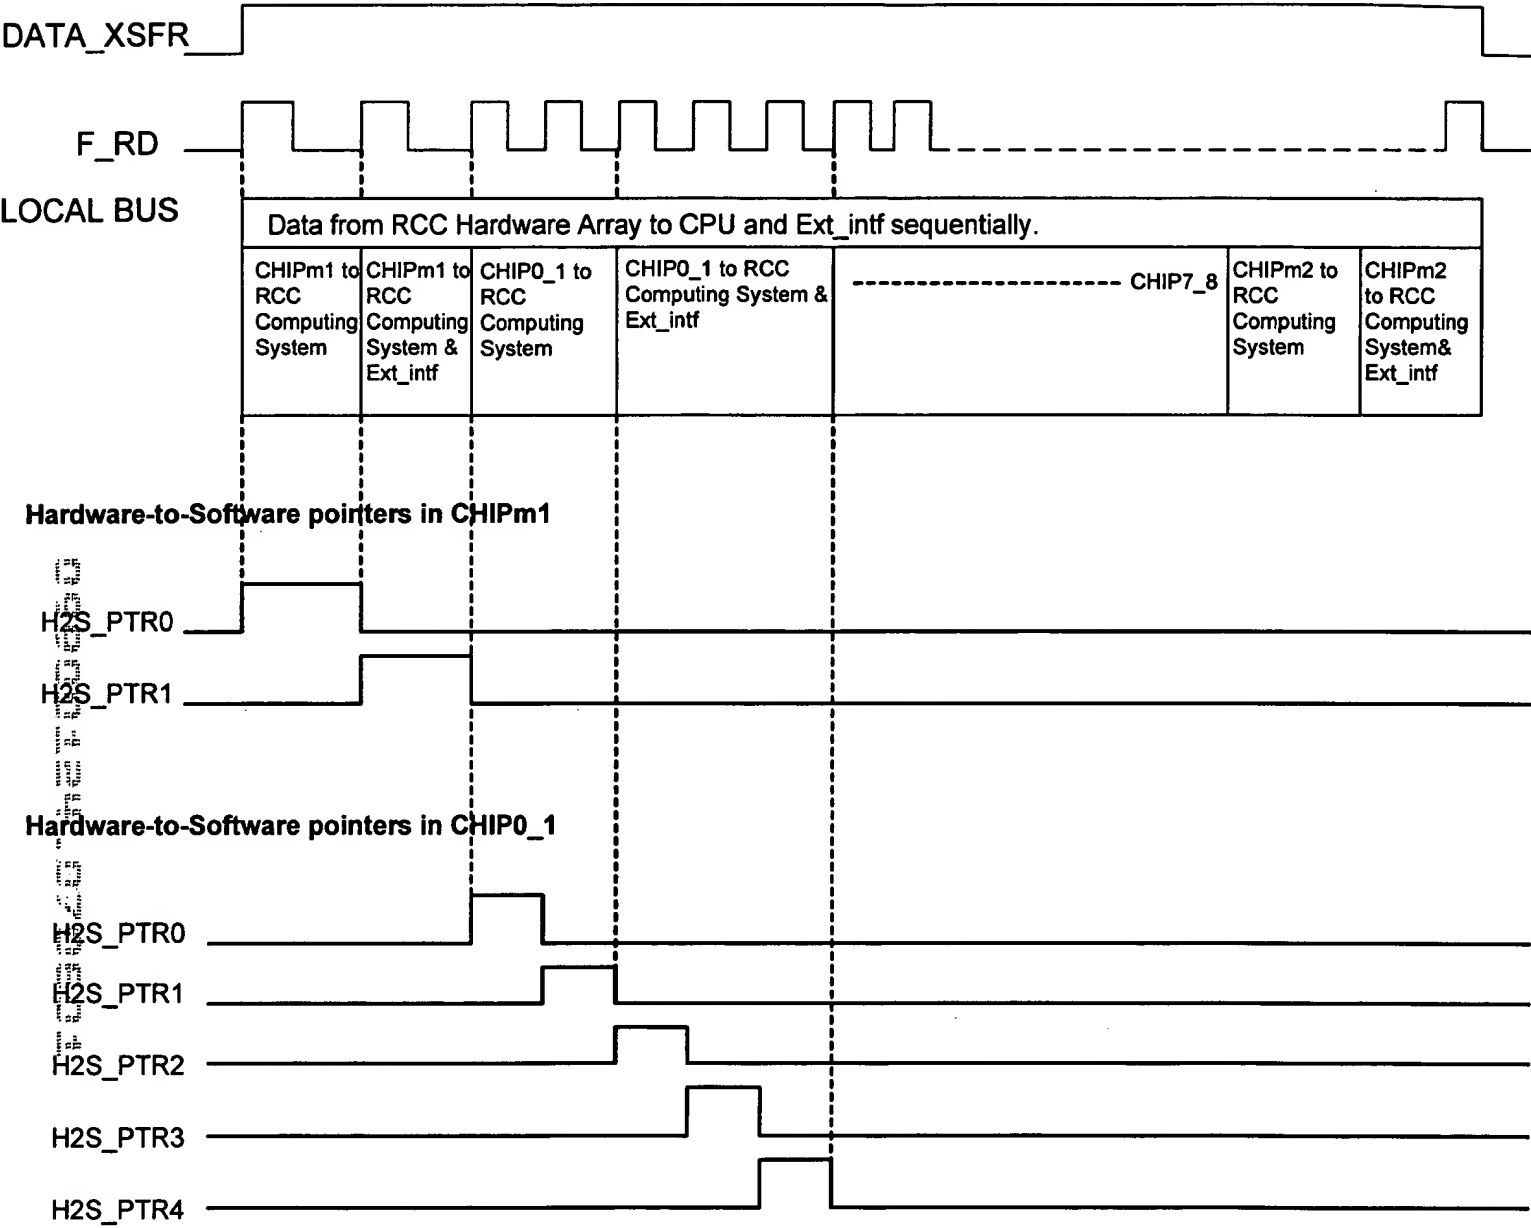 DATA_XSFR
F_RD
LOCAL BUS
Data from RCC Hardware Array to CPU and Ext_intf sequentially.
CHIPm1 to
RCC
Computing
System
CHIPm1 to
RCC
Computing
System &
Ext_intf
CHIP0_1 to
RCC
Computing
System
CHIP0_1 to RCC
Computing System &
Ext_intf
CHIP7_8
CHIPm2 to
RCC
Computing
System
CHIPm2
to RCC
Computing
System&
Ext_intf
Hardware-to-Software pointers in CHIPm1
H2S_PTR0
H2S_PTR1
Hardware-to-Software pointers in CHIP0_1
H2S_PTR0
H2S_PTR1
H2S_PTR2
H2S_PTR3
H2S_PTR4